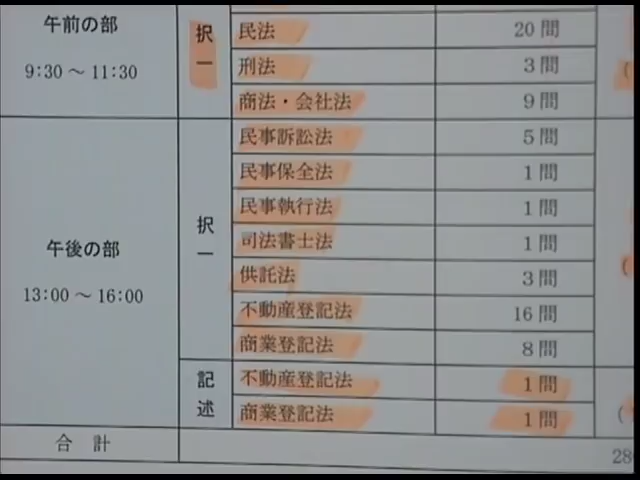 午前の部
9:30 ～ 11:30
択一
民法 20 問
刑法 3 問
商法・会社法 9 問
午後の部
13:00 ～ 16:00
択一
民事訴訟法 5 問
民事保全法 1 問
民事執行法 1 問
司法書士法 1 問
供託法 3 問
不動産登記法 16 問
商業登記法 8 問
記述
不動産登記法 1 問
商業登記法 1 問
合 計
28